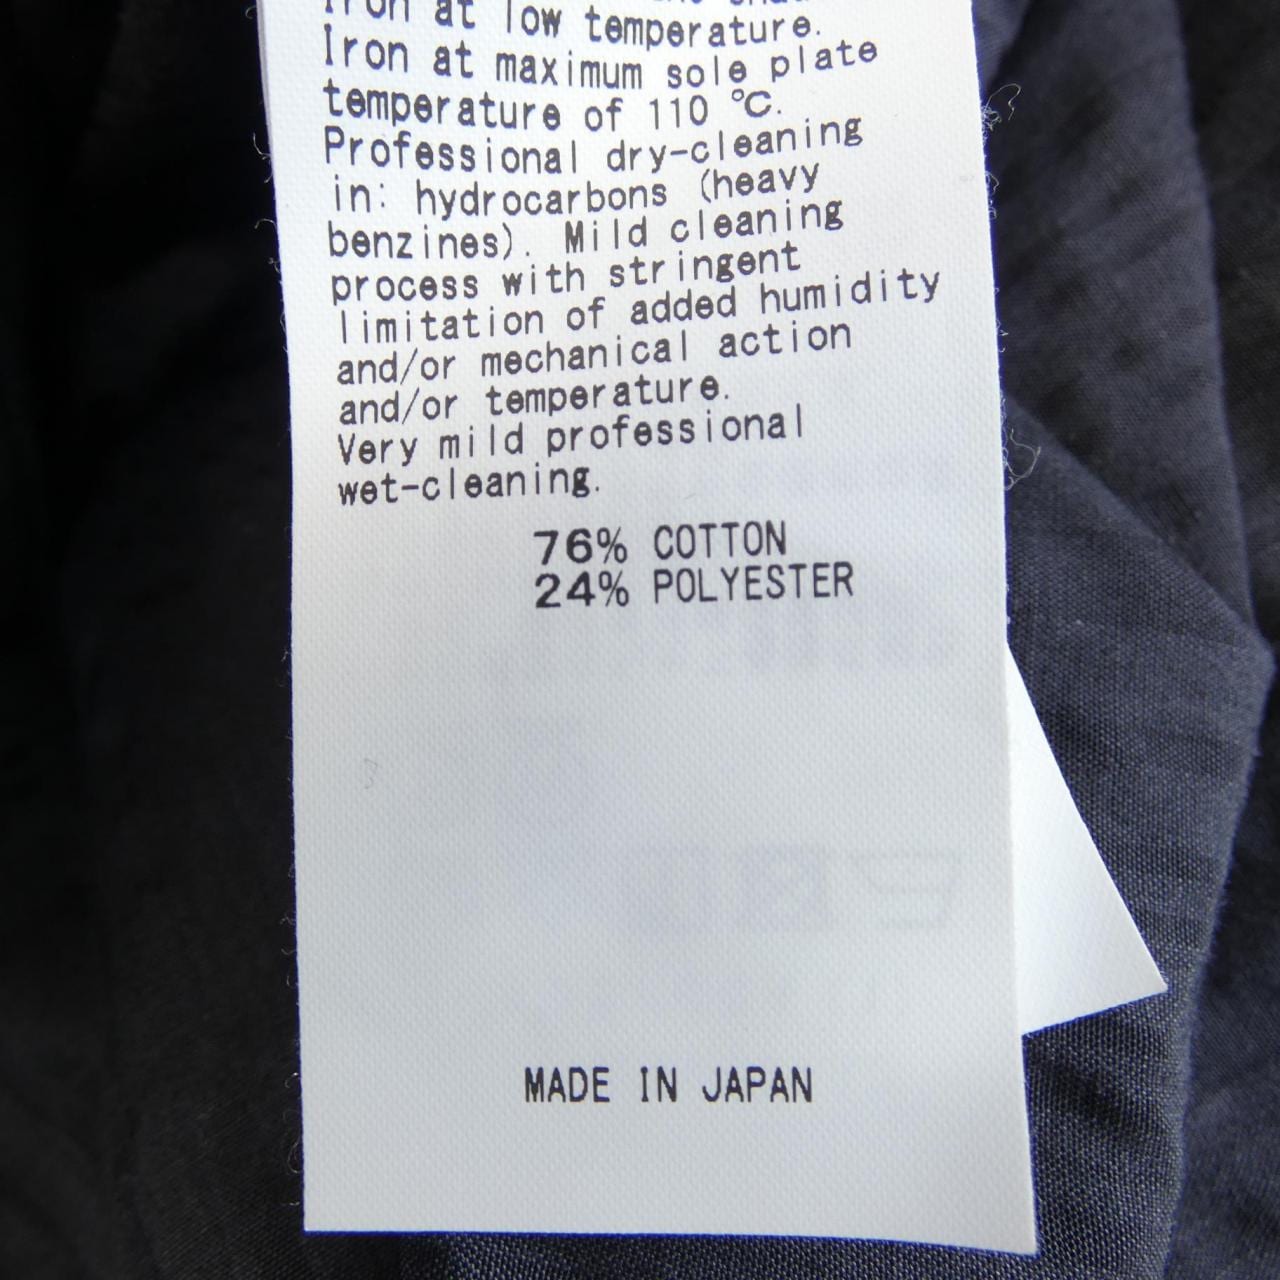 Iron at low temperature.
Iron at maximum sole plate
temperature of 110 ℃.
Professional dry-cleaning
in: hydrocarbons (heavy
benzines). Mild cleaning
process with stringent
limitation of added humidity
and/or mechanical action
and/or temperature.
Very mild professional
wet-cleaning.
76% COTTON
24% POLYESTER
MADE IN JAPAN